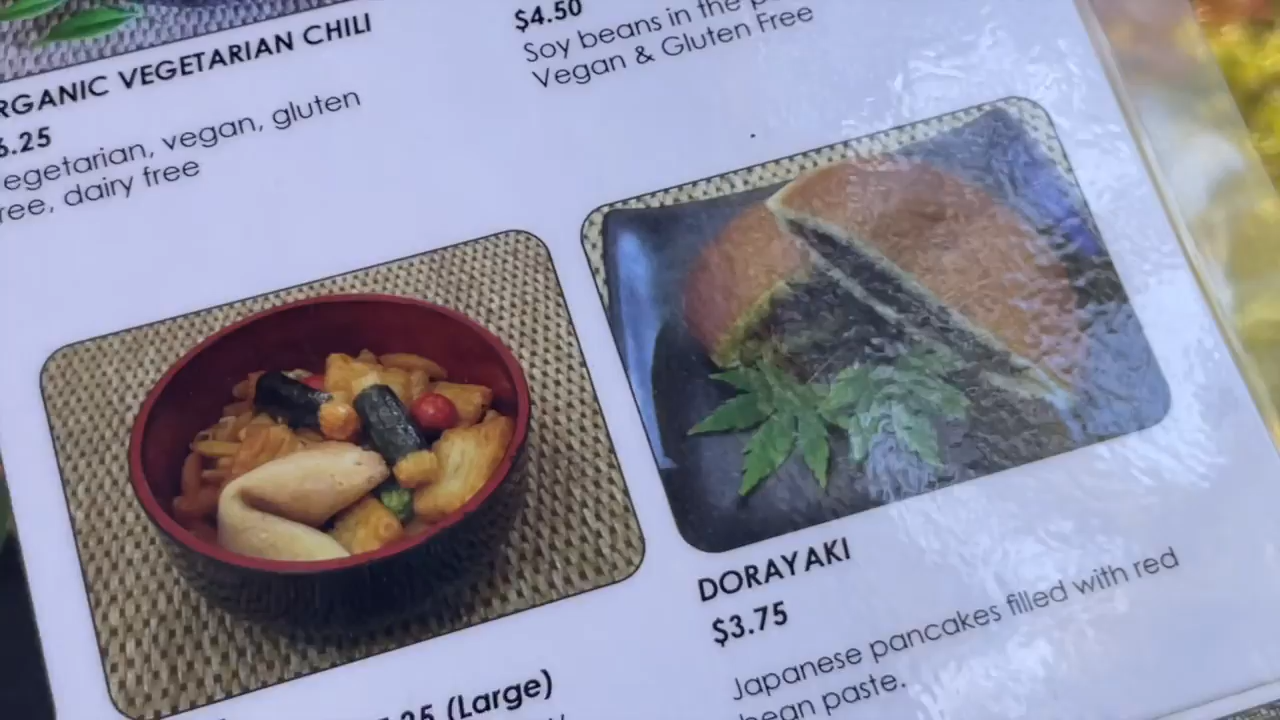 RGANIC VEGETARIAN CHILI
6.25
egetarian, vegan, gluten
ree, dairy free
$4.50
Soy beans in the
Vegan & Gluten Free
DORAYAKI
$3.75
Japanese pancakes filled with red
bean paste.
.25 (Large)